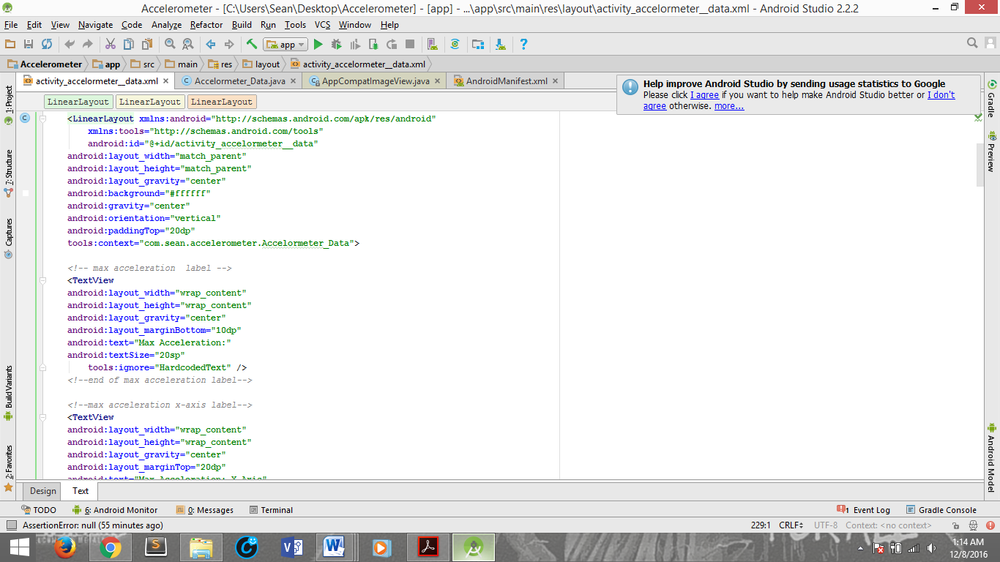 Accelerometer - [C:\Users\Sean\Desktop\Accelerometer] - [app] - ...\app\src\main\res\layout\activity_accelormeter__data.xml - Android Studio 2.2.2
File Edit View Navigate Code Analyze Refactor Build Run Tools VCS Window Help
app
Accelerometer app src main res layout activity_accelormeter__data.xml
activity_accelormeter__data.xml Accelormeter_Data.java AppCompatImageView.java AndroidManifest.xml
Help improve Android Studio by sending usage statistics to Google
Please click I agree if you want to help make Android Studio better or I don't
agree otherwise. more...
LinearLayout LinearLayout LinearLayout
<LinearLayout xmlns:android="http://schemas.android.com/apk/res/android"
xmlns:tools="http://schemas.android.com/tools"
android:id="@+id/activity_accelormeter__data"
android:layout_width="match_parent"
android:layout_height="match_parent"
android:layout_gravity="center"
android:background="#ffffff"
android:gravity="center"
android:orientation="vertical"
android:paddingTop="20dp"
tools:context="com.sean.accelerometer.Accelormeter_Data">
<!-- max acceleration  label -->
<TextView
android:layout_width="wrap_content"
android:layout_height="wrap_content"
android:layout_gravity="center"
android:layout_marginBottom="10dp"
android:text="Max Acceleration:"
android:textSize="20sp"
tools:ignore="HardcodedText" />
<!--end of max acceleration label-->
<!--max acceleration x-axis label-->
<TextView
android:layout_width="wrap_content"
android:layout_height="wrap_content"
android:layout_gravity="center"
android:layout_marginTop="20dp"
android:text="Max Acceleration: X-Axis"
1: Project
7: Structure
Captures
Build Variants
2: Favorites
Gradle
Preview
Android Model
Design Text
TODO 6: Android Monitor 0: Messages Terminal 1 Event Log Gradle Console
AssertionError: null (55 minutes ago) 229:1 CRLF UTF-8 Context: <no context>
1:14 AM
12/8/2016